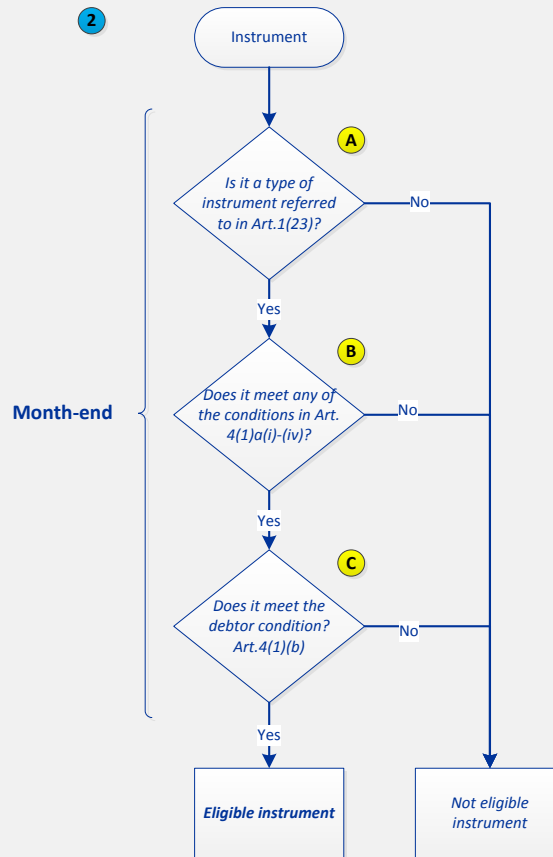 2
Instrument
A
Is it a type of
instrument referred
to in Art.1(23)?
No
Yes
B
Does it meet any of
the conditions in Art.
4(1)a(i)-(iv)?
No
Month-end
Yes
C
Does it meet the
debtor condition?
Art.4(1)(b)
No
Yes
Eligible instrument
Not eligible
instrument